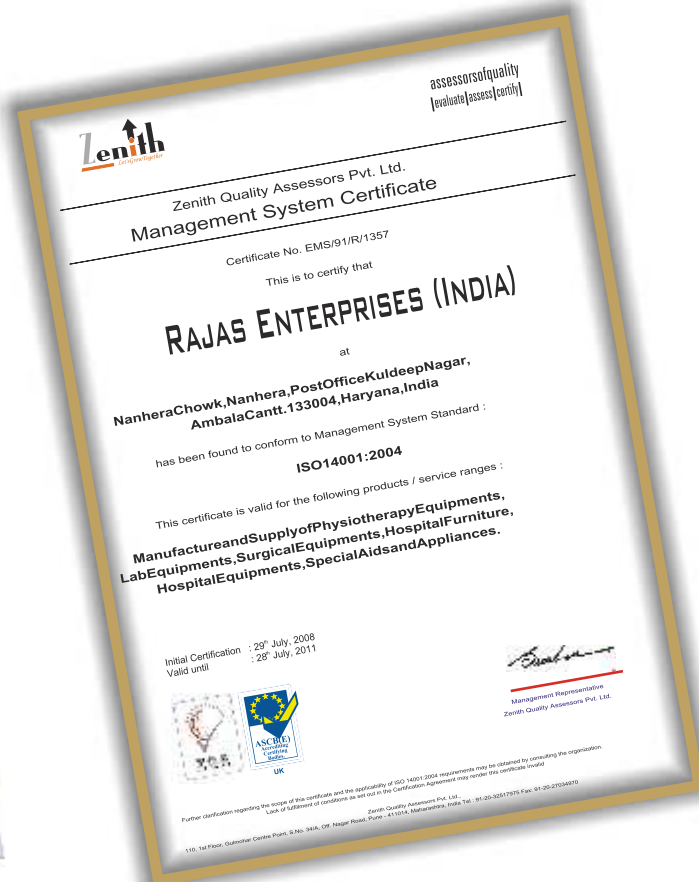 Zenith
Let's Grow Together
assessorsofquality
|evaluate|assess|certify|
Zenith Quality Assessors Pvt. Ltd.
Management System Certificate
Certificate No. EMS/91/R/1357
This is to certify that
RAJAS ENTERPRISES (INDIA)
at
NanheraChowk,Nanhera,PostOfficeKuldeepNagar,
AmbalaCantt.133004,Haryana,India
has been found to conform to Management System Standard :
ISO14001:2004
This certificate is valid for the following products / service ranges :
ManufactureandSupplyofPhysiotherapyEquipments,
LabEquipments,SurgicalEquipments,HospitalFurniture,
HospitalEquipments,SpecialAidsandAppliances.
Initial Certification : 29th July, 2008
Valid until : 28th July, 2011
Management Representative
Zenith Quality Assessors Pvt. Ltd.
ASCB(E)
Accrediting
Certifying
Bodies
UK
Further clarification regarding the scope of this certificate and the applicability of ISO 14001:2004 requirements may be obtained by consulting the organization.
Lack of fulfilment of conditions as set out in the Certification Agreement may render this certificate invalid
Zenith Quality Assessors Pvt. Ltd.,
110, 1st Floor, Gulmohar Centre Point, S.No. 34/A, Off. Nagar Road, Pune - 411014, Maharashtra, India Tel : 91-20-32517975 Fax: 91-20-27034970